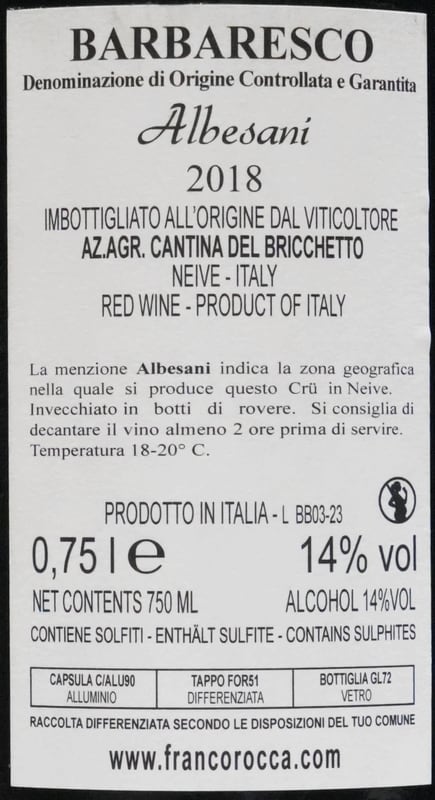 BARBARESCO
Denominazione di Origine Controllata e Garantita
Albesani
2018
IMBOTTIGLIATO ALL'ORIGINE DAL VITICOLTORE
AZ.AGR. CANTINA DEL BRICCHETTO
NEIVE - ITALY
RED WINE - PRODUCT OF ITALY
La menzione Albesani indica la zona geografica
nella quale si produce questo Crü in Neive.
Invecchiato in botti di rovere. Si consiglia di
decantare il vino almeno 2 ore prima di servire.
Temperatura 18-20° C.
PRODOTTO IN ITALIA - L BB03-23
0,75 l e 14% vol
NET CONTENTS 750 ML ALCOHOL 14%VOL
CONTIENE SOLFITI - ENTHÄLT SULFITE - CONTAINS SULPHITES
CAPSULA C/ALU90 TAPPO FOR51 BOTTIGLIA GL72
ALLUMINIO DIFFERENZIATA VETRO
RACCOLTA DIFFERENZIATA SECONDO LE DISPOSIZIONI DEL TUO COMUNE
www.francorocca.com